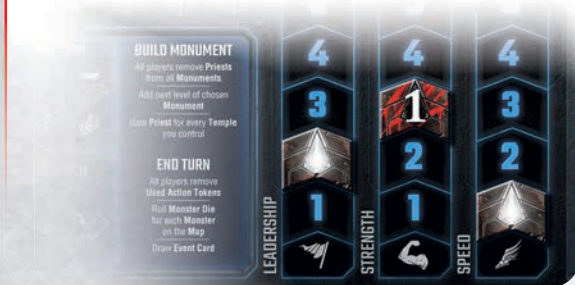 BUILD MONUMENT
All players remove Priests
from all Monuments
Add next level of chosen
Monument
Gain Priest for every Temple
you control
END TURN
All players remove
Used Action Tokens
Roll Monster Die
for each Monster
on the Map
Draw Event Card
LEADERSHIP
4
3
1
STRENGTH
4
1
2
1
SPEED
4
3
2